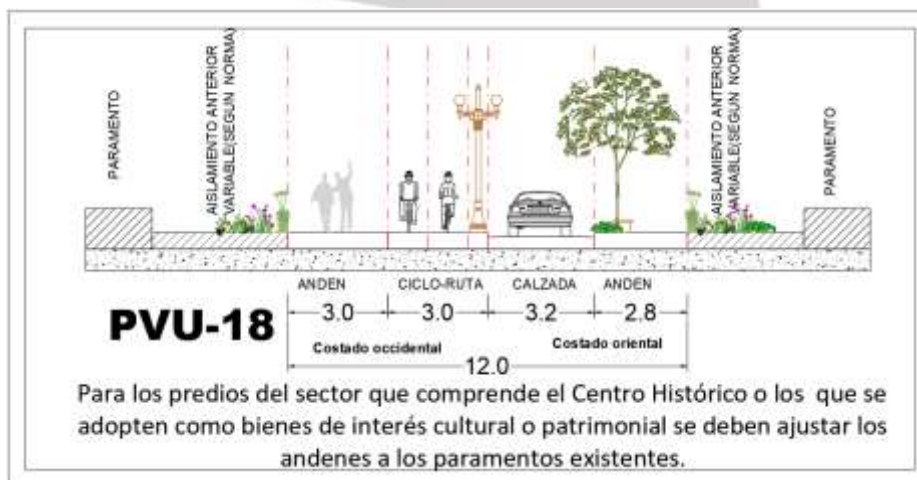 PARAMENTO
AISLAMIENTO ANTERIOR
VARIABLE(SEGUN NORMA)
AISLAMIENTO ANTERIOR
VARIABLE(SEGUN NORMA)
PARAMENTO
ANDEN CICLO-RUTA CALZADA ANDEN
3.0 3.0 3.2 2.8
PVU-18
Costado occidental Costado oriental
12.0
Para los predios del sector que comprende el Centro Histórico o los que se
adopten como bienes de interés cultural o patrimonial se deben ajustar los
andenes a los paramentos existentes.